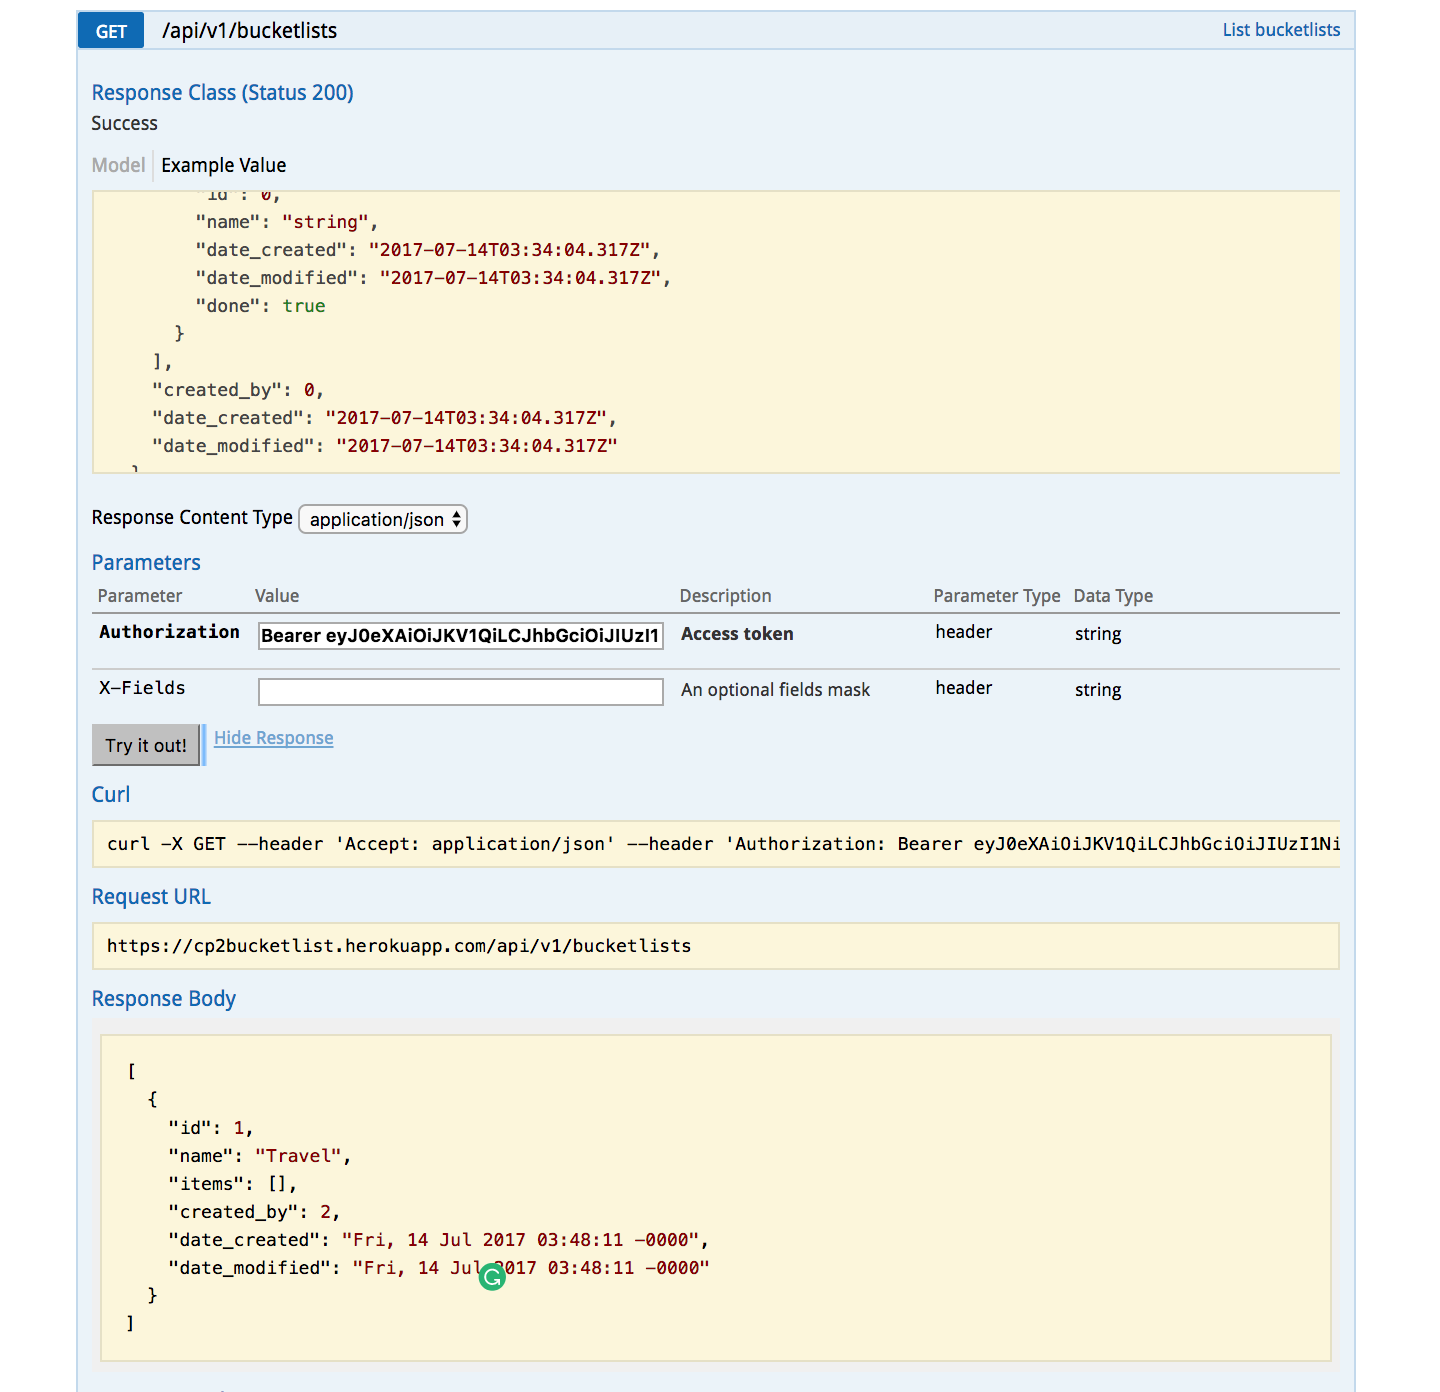 GET /api/v1/bucketlists List bucketlists
Response Class (Status 200)
Success
Model Example Value
"id": 0,
"name": "string",
"date_created": "2017-07-14T03:34:04.317Z",
"date_modified": "2017-07-14T03:34:04.317Z",
"done": true
}
],
"created_by": 0,
"date_created": "2017-07-14T03:34:04.317Z",
"date_modified": "2017-07-14T03:34:04.317Z"
Response Content Type application/json
Parameters
Parameter Value Description Parameter Type Data Type
Authorization Bearer eyJ0eXAiOiJKV1QiLCJhbGciOiJIUzI1 Access token header string
X-Fields An optional fields mask header string
Try it out! Hide Response
Curl
curl -X GET --header 'Accept: application/json' --header 'Authorization: Bearer eyJ0eXAiOiJKV1QiLCJhbGciOiJIUzI1Ni
Request URL
https://cp2bucketlist.herokuapp.com/api/v1/bucketlists
Response Body
[
{
"id": 1,
"name": "Travel",
"items": [],
"created_by": 2,
"date_created": "Fri, 14 Jul 2017 03:48:11 -0000",
"date_modified": "Fri, 14 Jul 2017 03:48:11 -0000"
}
]